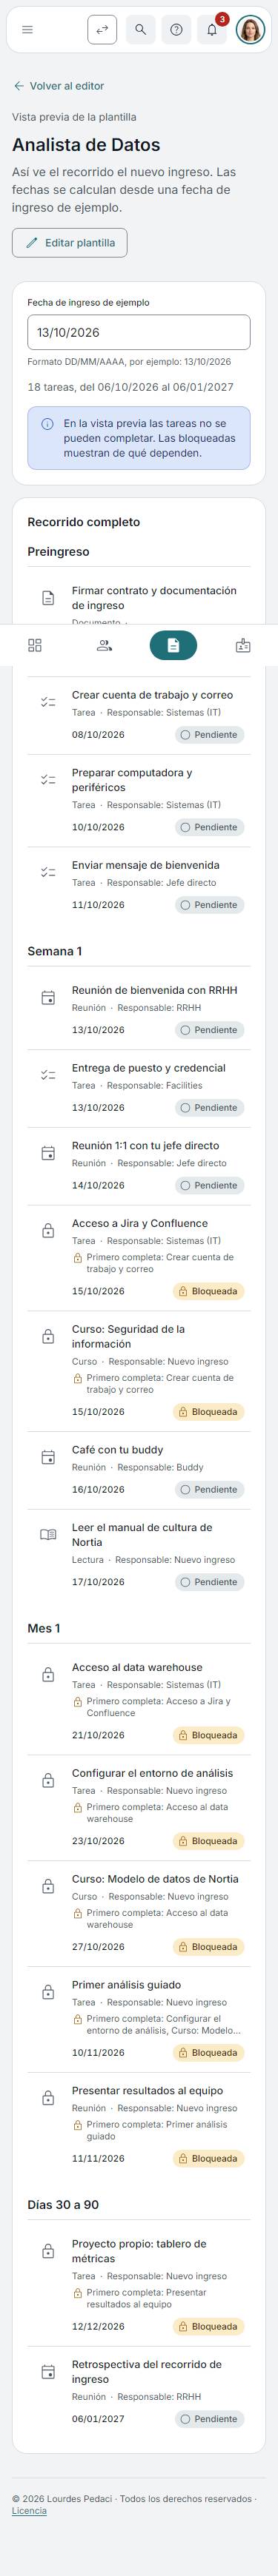 3
Volver al editor
Vista previa de la plantilla
Analista de Datos
Así ve el recorrido el nuevo ingreso. Las
fechas se calculan desde una fecha de
ingreso de ejemplo.
Editar plantilla
Fecha de ingreso de ejemplo
13/10/2026
Formato DD/MM/AAAA, por ejemplo: 13/10/2026
18 tareas, del 06/10/2026 al 06/01/2027
En la vista previa las tareas no se
pueden completar. Las bloqueadas
muestran de qué dependen.
Recorrido completo
Preingreso
Firmar contrato y documentación
de ingreso
Documento ·
Crear cuenta de trabajo y correo
Tarea · Responsable: Sistemas (IT)
08/10/2026 Pendiente
Preparar computadora y
periféricos
Tarea · Responsable: Sistemas (IT)
10/10/2026 Pendiente
Enviar mensaje de bienvenida
Tarea · Responsable: Jefe directo
11/10/2026 Pendiente
Semana 1
Reunión de bienvenida con RRHH
Reunión · Responsable: RRHH
13/10/2026 Pendiente
Entrega de puesto y credencial
Tarea · Responsable: Facilities
13/10/2026 Pendiente
Reunión 1:1 con tu jefe directo
Reunión · Responsable: Jefe directo
14/10/2026 Pendiente
Acceso a Jira y Confluence
Tarea · Responsable: Sistemas (IT)
Primero completa: Crear cuenta de
trabajo y correo
15/10/2026 Bloqueada
Curso: Seguridad de la
información
Curso · Responsable: Nuevo ingreso
Primero completa: Crear cuenta de
trabajo y correo
15/10/2026 Bloqueada
Café con tu buddy
Reunión · Responsable: Buddy
16/10/2026 Pendiente
Leer el manual de cultura de
Nortia
Lectura · Responsable: Nuevo ingreso
17/10/2026 Pendiente
Mes 1
Acceso al data warehouse
Tarea · Responsable: Sistemas (IT)
Primero completa: Acceso a Jira y
Confluence
21/10/2026 Bloqueada
Configurar el entorno de análisis
Tarea · Responsable: Nuevo ingreso
Primero completa: Acceso al data
warehouse
23/10/2026 Bloqueada
Curso: Modelo de datos de Nortia
Curso · Responsable: Nuevo ingreso
Primero completa: Acceso al data
warehouse
27/10/2026 Bloqueada
Primer análisis guiado
Tarea · Responsable: Nuevo ingreso
Primero completa: Configurar el
entorno de análisis, Curso: Modelo...
10/11/2026 Bloqueada
Presentar resultados al equipo
Reunión · Responsable: Nuevo ingreso
Primero completa: Primer análisis
guiado
11/11/2026 Bloqueada
Días 30 a 90
Proyecto propio: tablero de
métricas
Tarea · Responsable: Nuevo ingreso
Primero completa: Presentar
resultados al equipo
12/12/2026 Bloqueada
Retrospectiva del recorrido de
ingreso
Reunión · Responsable: RRHH
06/01/2027 Pendiente
© 2026 Lourdes Pedaci · Todos los derechos reservados ·
Licencia